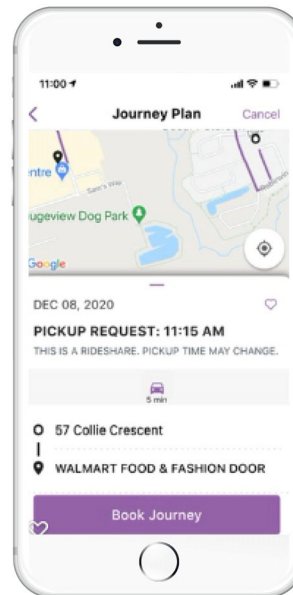 11:00
Journey Plan
Cancel
ntre
Sam's Way
ugeview Dog Park
Google
DEC 08, 2020
PICKUP REQUEST: 11:15 AM
THIS IS A RIDESHARE. PICKUP TIME MAY CHANGE.
5 min
57 Collie Crescent
WALMART FOOD & FASHION DOOR
Book Journey